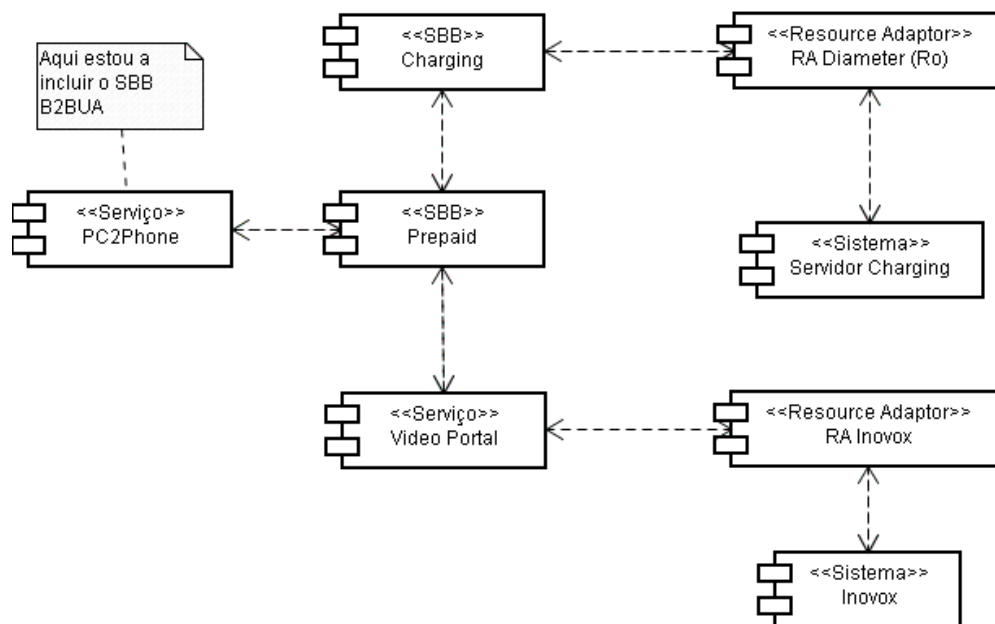 <<SBB>>
Charging
<<Resource Adaptor>>
RA Diameter (Ro)
Aqui estou a
incluir o SBB
B2BUA
<<Serviço>>
PC2Phone
<<SBB>>
Prepaid
<<Sistema>>
Servidor Charging
<<Serviço>>
Video Portal
<<Resource Adaptor>>
RA Inovox
<<Sistema>>
Inovox